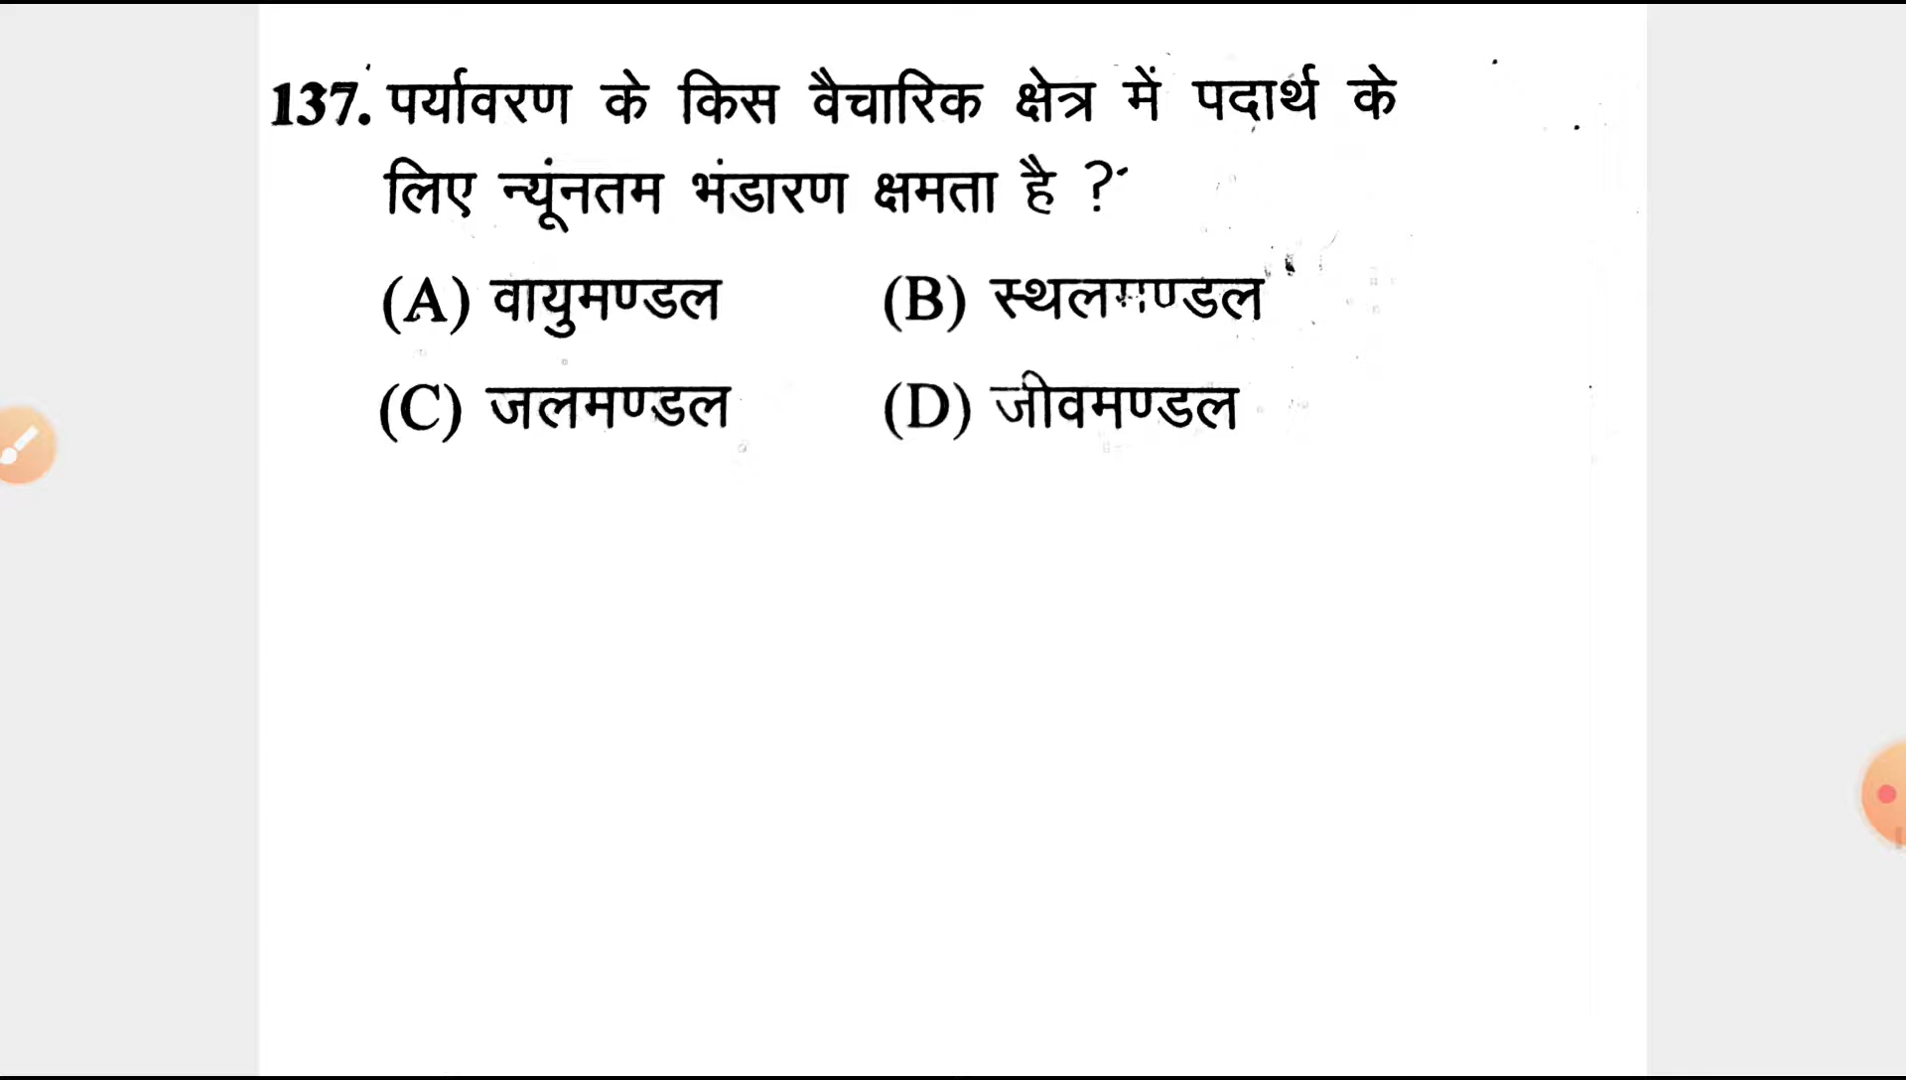 137. पर्यावरण के किस वैचारिक क्षेत्र में पदार्थ के
लिए न्यूंनतम भंडारण क्षमता है ?
(A) वायुमण्डल (B) स्थलमण्डल
(C) जलमण्डल (D) जीवमण्डल